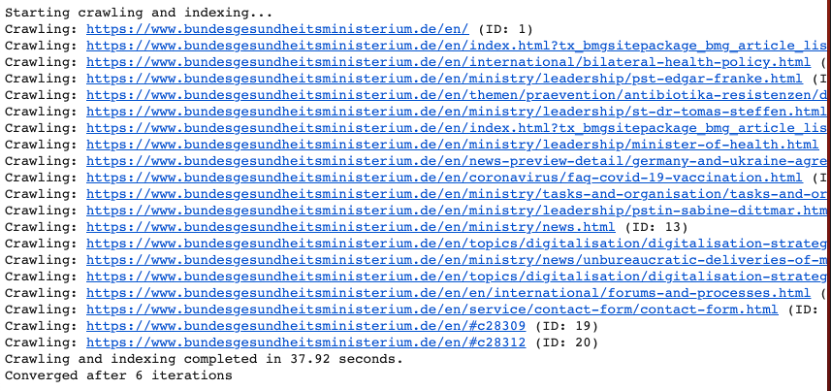 Starting crawling and indexing...
Crawling: https://www.bundesgesundheitsministerium.de/en/ (ID: 1)
Crawling: https://www.bundesgesundheitsministerium.de/en/index.html?tx_bmgsitepackage_bmg_article_lis
Crawling: https://www.bundesgesundheitsministerium.de/en/international/bilateral-health-policy.html (
Crawling: https://www.bundesgesundheitsministerium.de/en/ministry/leadership/pst-edgar-franke.html (I
Crawling: https://www.bundesgesundheitsministerium.de/en/themen/praevention/antibiotika-resistenzen/d
Crawling: https://www.bundesgesundheitsministerium.de/en/ministry/leadership/st-dr-tomas-steffen.html
Crawling: https://www.bundesgesundheitsministerium.de/en/index.html?tx_bmgsitepackage_bmg_article_lis
Crawling: https://www.bundesgesundheitsministerium.de/en/ministry/leadership/minister-of-health.html
Crawling: https://www.bundesgesundheitsministerium.de/en/news-preview-detail/germany-and-ukraine-agre
Crawling: https://www.bundesgesundheitsministerium.de/en/coronavirus/faq-covid-19-vaccination.html (I
Crawling: https://www.bundesgesundheitsministerium.de/en/ministry/tasks-and-organisation/tasks-and-or
Crawling: https://www.bundesgesundheitsministerium.de/en/ministry/leadership/pstin-sabine-dittmar.htm
Crawling: https://www.bundesgesundheitsministerium.de/en/ministry/news.html (ID: 13)
Crawling: https://www.bundesgesundheitsministerium.de/en/topics/digitalisation/digitalisation-strateg
Crawling: https://www.bundesgesundheitsministerium.de/en/ministry/news/unbureaucratic-deliveries-of-m
Crawling: https://www.bundesgesundheitsministerium.de/en/topics/digitalisation/digitalisation-strateg
Crawling: https://www.bundesgesundheitsministerium.de/en/en/international/forums-and-processes.html (
Crawling: https://www.bundesgesundheitsministerium.de/en/service/contact-form/contact-form.html (ID:
Crawling: https://www.bundesgesundheitsministerium.de/en/#c28309 (ID: 19)
Crawling: https://www.bundesgesundheitsministerium.de/en/#c28312 (ID: 20)
Crawling and indexing completed in 37.92 seconds.
Converged after 6 iterations